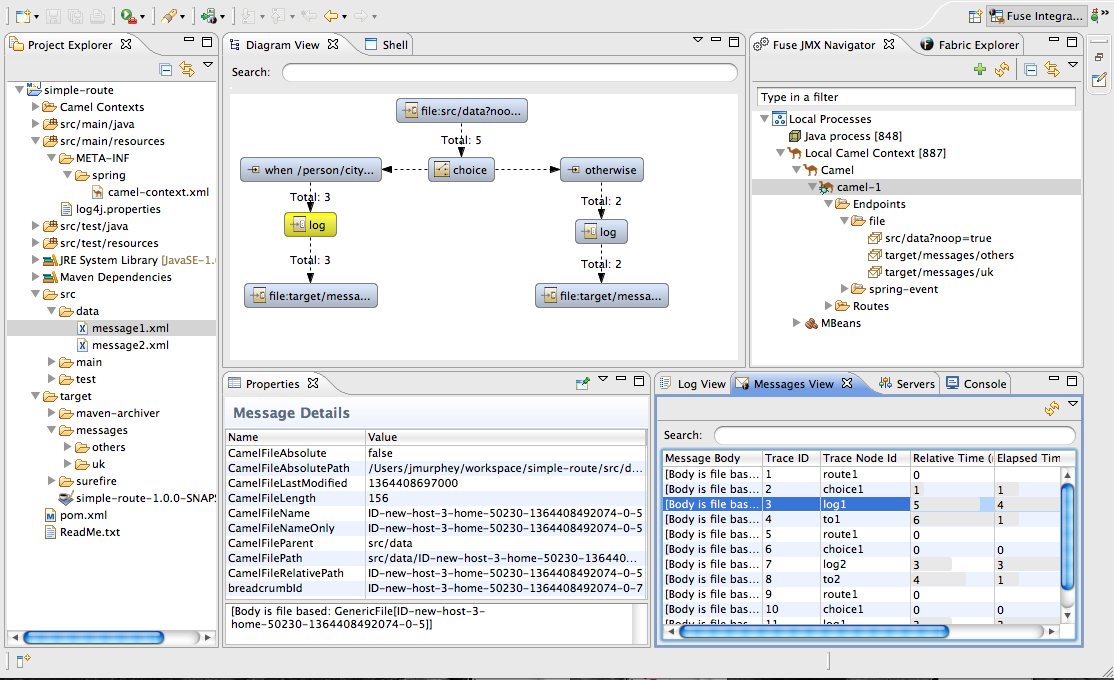 Fuse Integra...
Project Explorer
simple-route
Camel Contexts
src/main/java
src/main/resources
META-INF
spring
camel-context.xml
log4j.properties
src/test/java
src/test/resources
JRE System Library [JavaSE-1.
Maven Dependencies
src
data
message1.xml
message2.xml
main
test
target
maven-archiver
messages
others
uk
surefire
simple-route-1.0.0-SNAP
pom.xml
ReadMe.txt
Diagram View
Shell
Search:
file:src/data?noo...
Total: 5
when /person/city...
choice
otherwise
Total: 3
Total: 2
log
log
Total: 3
Total: 2
file:target/messa...
file:target/messa...
Fuse JMX Navigator
Fabric Explorer
Type in a filter
Local Processes
Java process [848]
Local Camel Context [887]
Camel
camel-1
Endpoints
file
src/data?noop=true
target/messages/others
target/messages/uk
spring-event
Routes
MBeans
Properties
Message Details
Name Value
CamelFileAbsolute false
CamelFileAbsolutePath /Users/jmurphey/workspace/simple-route/src/d...
CamelFileLastModified 1364408697000
CamelFileLength 156
CamelFileName ID-new-host-3-home-50230-1364408492074-0-5
CamelFileNameOnly ID-new-host-3-home-50230-1364408492074-0-5
CamelFileParent src/data
CamelFilePath src/data/ID-new-host-3-home-50230-136440...
CamelFileRelativePath ID-new-host-3-home-50230-1364408492074-0-5
breadcrumbId ID-new-host-3-home-50230-1364408492074-0-7
[Body is file based: GenericFile[ID-new-host-3-
home-50230-1364408492074-0-5]]
Log View
Messages View
Servers
Console
Search:
Message Body Trace ID Trace Node Id Relative Time (i Elapsed Tim
[Body is file bas... 1 route1 0
[Body is file bas... 2 choice1 1 1
[Body is file bas... 3 log1 5 4
[Body is file bas... 4 to1 6 1
[Body is file bas... 5 route1 0
[Body is file bas... 6 choice1 0 0
[Body is file bas... 7 log2 3 3
[Body is file bas... 8 to2 4 1
[Body is file bas... 9 route1 0
[Body is file bas... 10 choice1 0 0
[Body is file bas... 11 log1